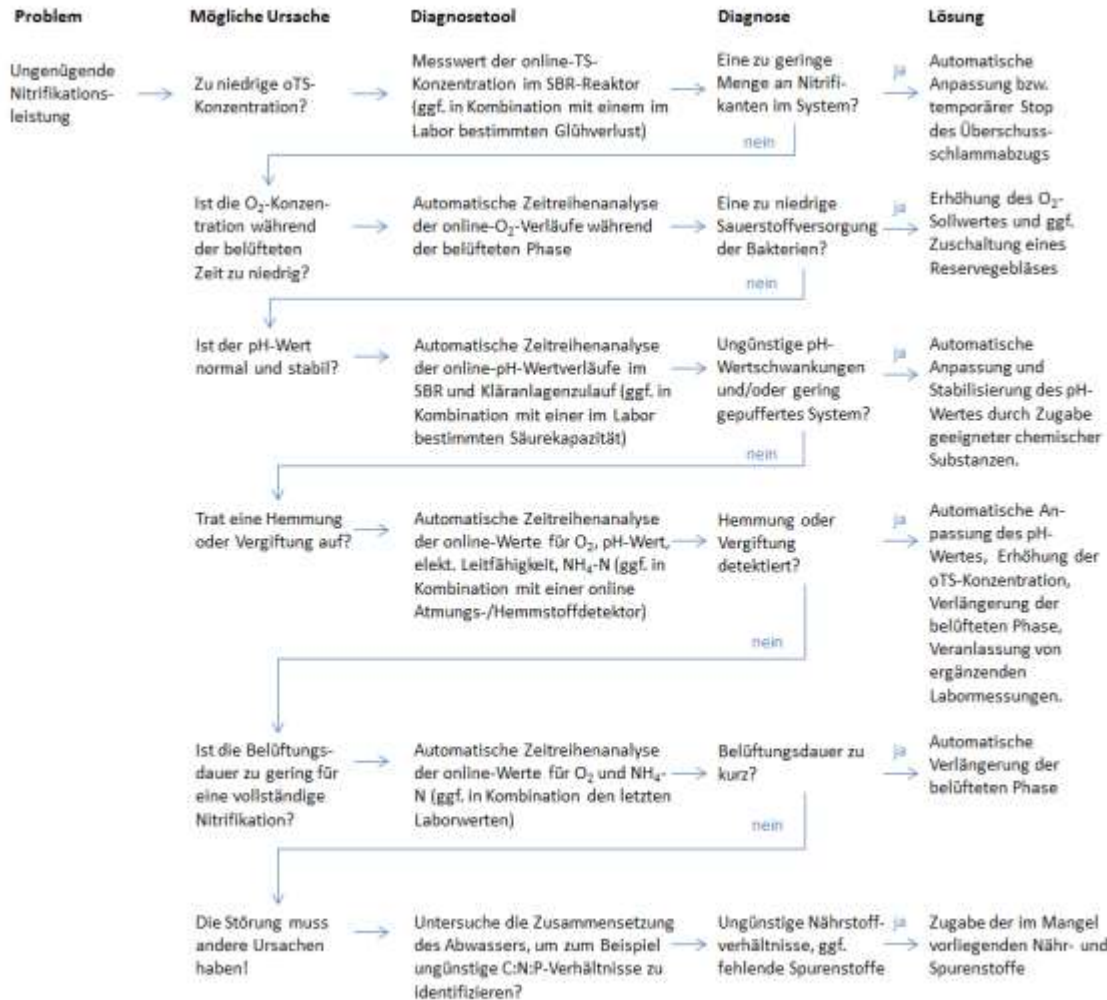 Problem
Mögliche Ursache
Diagnosetool
Diagnose
Lösung
Ungenügende
Nitrifikations-
leistung
Zu niedrige oTS-
Konzentration?
Messwert der online-TS-
Konzentration im SBR-Reaktor
(ggf. in Kombination mit einem im
Labor bestimmten Glühverlust)
Eine zu geringe
Menge an Nitrifi-
kanten im System?
ja
Automatische
Anpassung bzw.
temporärer Stop
des Überschuss-
schlammabzugs
nein
Ist die O₂-Konzen-
tration während
der belüfteten
Zeit zu niedrig?
Automatische Zeitreihenanalyse
der online-O₂-Verläufe während
der belüfteten Phase
Eine zu niedrige
Sauerstoffversorgung
der Bakterien?
ja
Erhöhung des O₂-
Sollwertes und ggf.
Zuschaltung eines
Reservegebläses
nein
Ist der pH-Wert
normal und stabil?
Automatische Zeitreihenanalyse
der online-pH-Wertverläufe im
SBR und Kläranlagenzulauf (ggf. in
Kombination mit einer im Labor
bestimmten Säurekapazität)
Ungünstige pH-
Wertschwankungen
und/oder gering
gepuffertes System?
ja
Automatische
Anpassung und
Stabilisierung des pH-
Wertes durch Zugabe
geeigneter chemischer
Substanzen.
nein
Trat eine Hemmung
oder Vergiftung auf?
Automatische Zeitreihenanalyse
der online-Werte für O₂, pH-Wert,
elekt. Leitfähigkeit, NH₄-N (ggf. in
Kombination mit einer online
Atmungs-/Hemmstoffdetektor)
Hemmung oder
Vergiftung
detektiert?
ja
Automatische An-
passung des pH-
Wertes, Erhöhung der
oTS-Konzentration,
Verlängerung der
belüfteten Phase,
Veranlassung von
ergänzenden
Labormessungen.
nein
Ist die Belüftungs-
dauer zu gering für
eine vollständige
Nitrifikation?
Automatische Zeitreihenanalyse
der online-Werte für O₂ und NH₄-
N (ggf. in Kombination den letzten
Laborwerten)
Belüftungsdauer zu
kurz?
ja
Automatische
Verlängerung der
belüfteten Phase
nein
Die Störung muss
andere Ursachen
haben!
Untersuche die Zusammensetzung
des Abwassers, um zum Beispiel
ungünstige C:N:P-Verhältnisse zu
identifizieren?
Ungünstige Nährstoff-
verhältnisse, ggf.
fehlende Spurenstoffe
ja
Zugabe der im Mangel
vorliegenden Nähr- und
Spurenstoffe